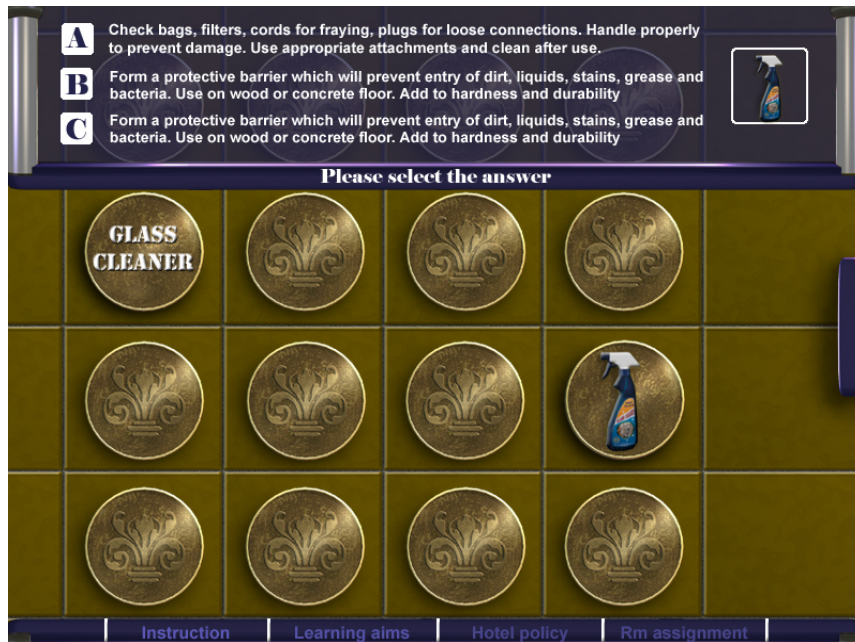 A Check bags, filters, cords for fraying, plugs for loose connections. Handle properly
to prevent damage. Use appropriate attachments and clean after use.
B Form a protective barrier which will prevent entry of dirt, liquids, stains, grease and
bacteria. Use on wood or concrete floor. Add to hardness and durability
C Form a protective barrier which will prevent entry of dirt, liquids, stains, grease and
bacteria. Use on wood or concrete floor. Add to hardness and durability
Please select the answer
GLASS
CLEANER
Instruction Learning aims Hotel policy Rm assignment